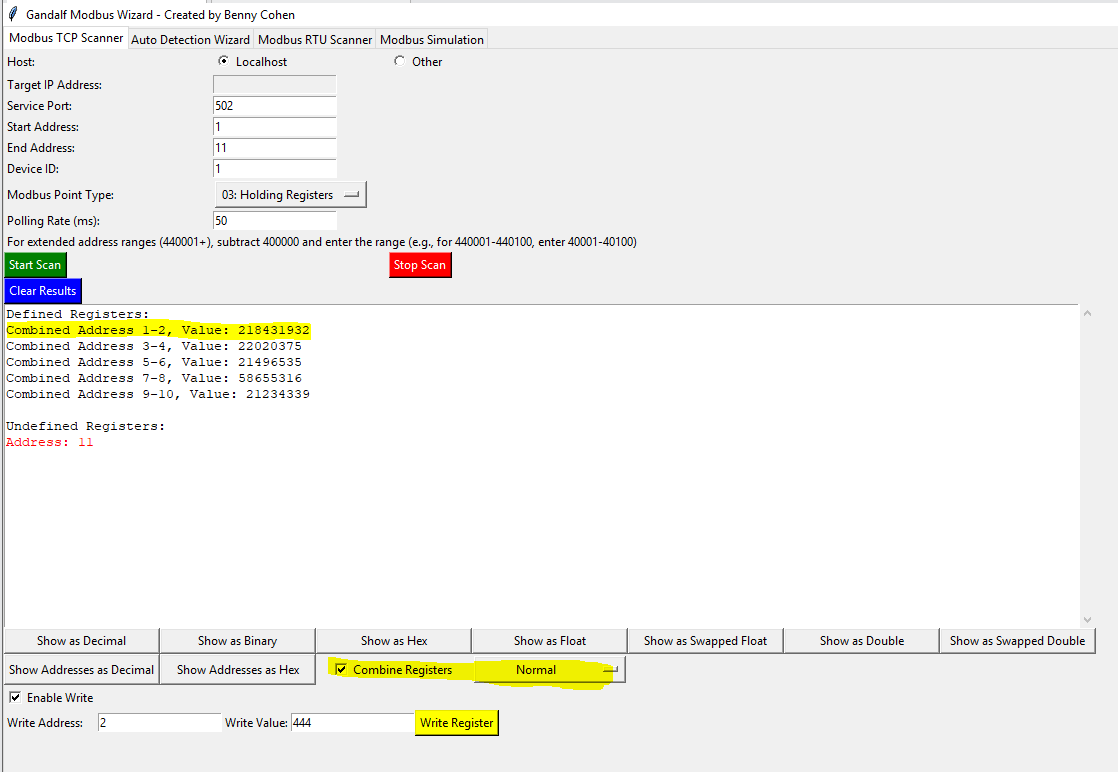 Gandalf Modbus Wizard - Created by Benny Cohen
Modbus TCP Scanner Auto Detection Wizard Modbus RTU Scanner Modbus Simulation
Host: Localhost Other
Target IP Address:
Service Port: 502
Start Address: 1
End Address: 11
Device ID: 1
Modbus Point Type: 03: Holding Registers
Polling Rate (ms): 50
For extended address ranges (440001+), subtract 400000 and enter the range (e.g., for 440001-440100, enter 40001-40100)
Start Scan Stop Scan
Clear Results
Defined Registers:
Combined Address 1-2, Value: 218431932
Combined Address 3-4, Value: 22020375
Combined Address 5-6, Value: 21496535
Combined Address 7-8, Value: 58655316
Combined Address 9-10, Value: 21234339
Undefined Registers:
Address: 11
Show as Decimal Show as Binary Show as Hex Show as Float Show as Swapped Float Show as Double Show as Swapped Double
Show Addresses as Decimal Show Addresses as Hex Combine Registers Normal
Enable Write
Write Address: 2 Write Value: 444 Write Register